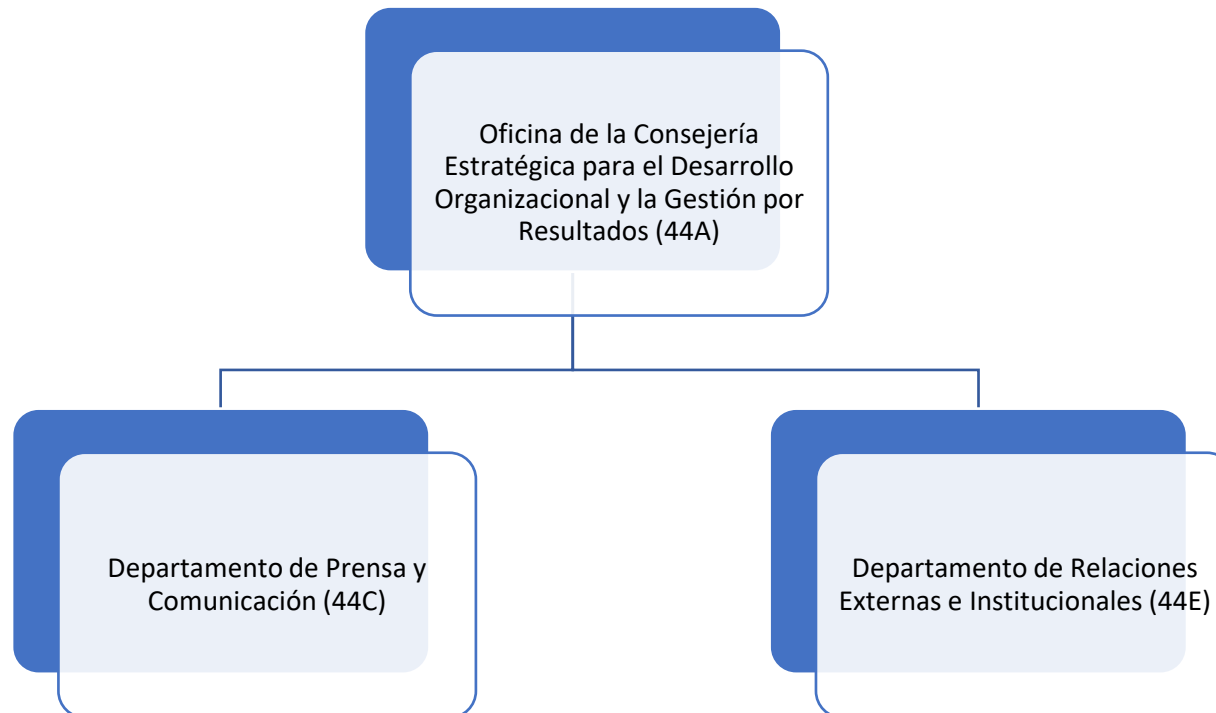 Oficina de la Consejería
Estratégica para el Desarrollo
Organizacional y la Gestión por
Resultados (44A)
Departamento de Prensa y
Comunicación (44C)
Departamento de Relaciones
Externas e Institucionales (44E)